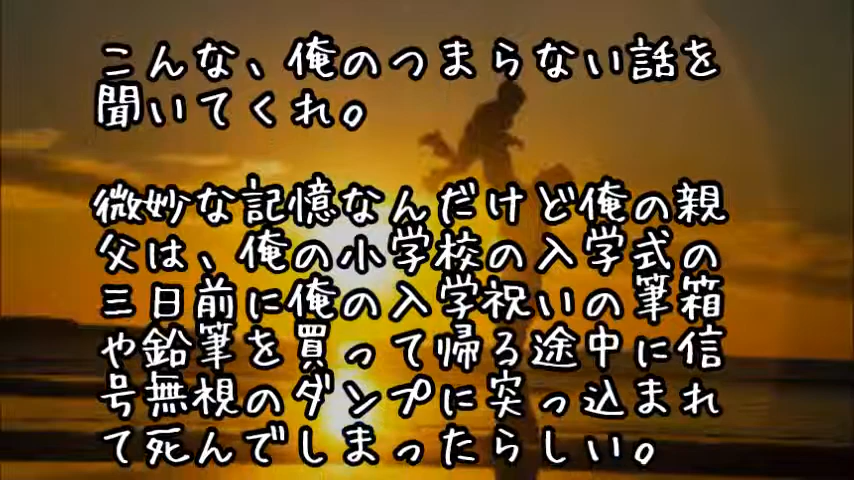 こんな、俺のつまらない話を
聞いてくれ。
微妙な記憶なんだけど俺の親
父は、俺の小学校の入学式の
三日前に俺の入学祝いの筆箱
や鉛筆を買って帰る途中に信
号無視のダンプに突っ込まれ
て死んでしまったらしい。